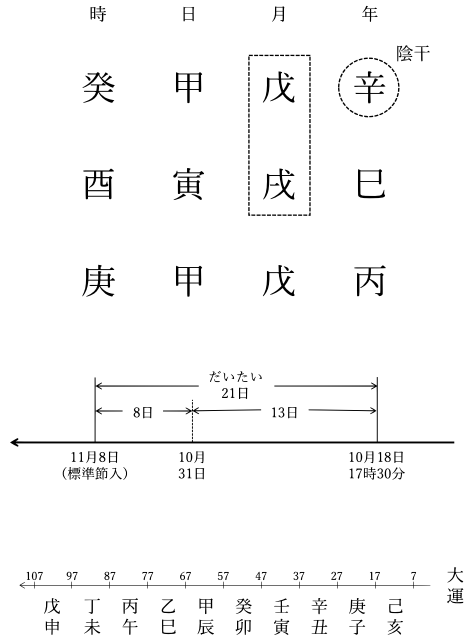 時 日 月 年
陰干
癸 甲 戊 辛
酉 寅 戌 巳
庚 甲 戊 丙
だいたい
21日
8日 13日
11月8日 10月 10月18日
(標準節入) 31日 17時30分
107 97 87 77 67 57 47 37 27 17 7
大運
戊申 丁未 丙午 乙巳 甲辰 癸卯 壬寅 辛丑 庚子 己亥